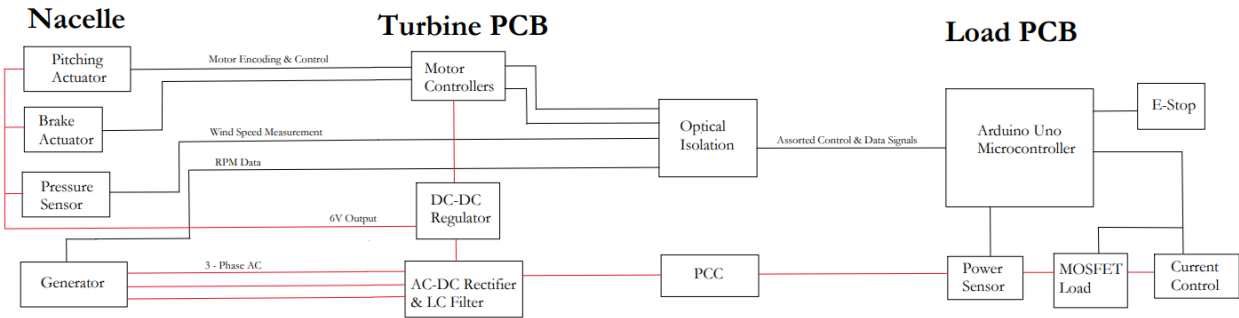 Nacelle
Turbine PCB
Load PCB
Pitching
Actuator
Motor Encoding & Control
Motor
Controllers
Brake
Actuator
Wind Speed Measurement
Optical
Isolation
Assorted Control & Data Signals
Arduino Uno
Microcontroller
E-Stop
RPM Data
Pressure
Sensor
6V Output
DC-DC
Regulator
Generator
3 - Phase AC
AC-DC Rectifier
& LC Filter
PCC
Power
Sensor
MOSFET
Load
Current
Control